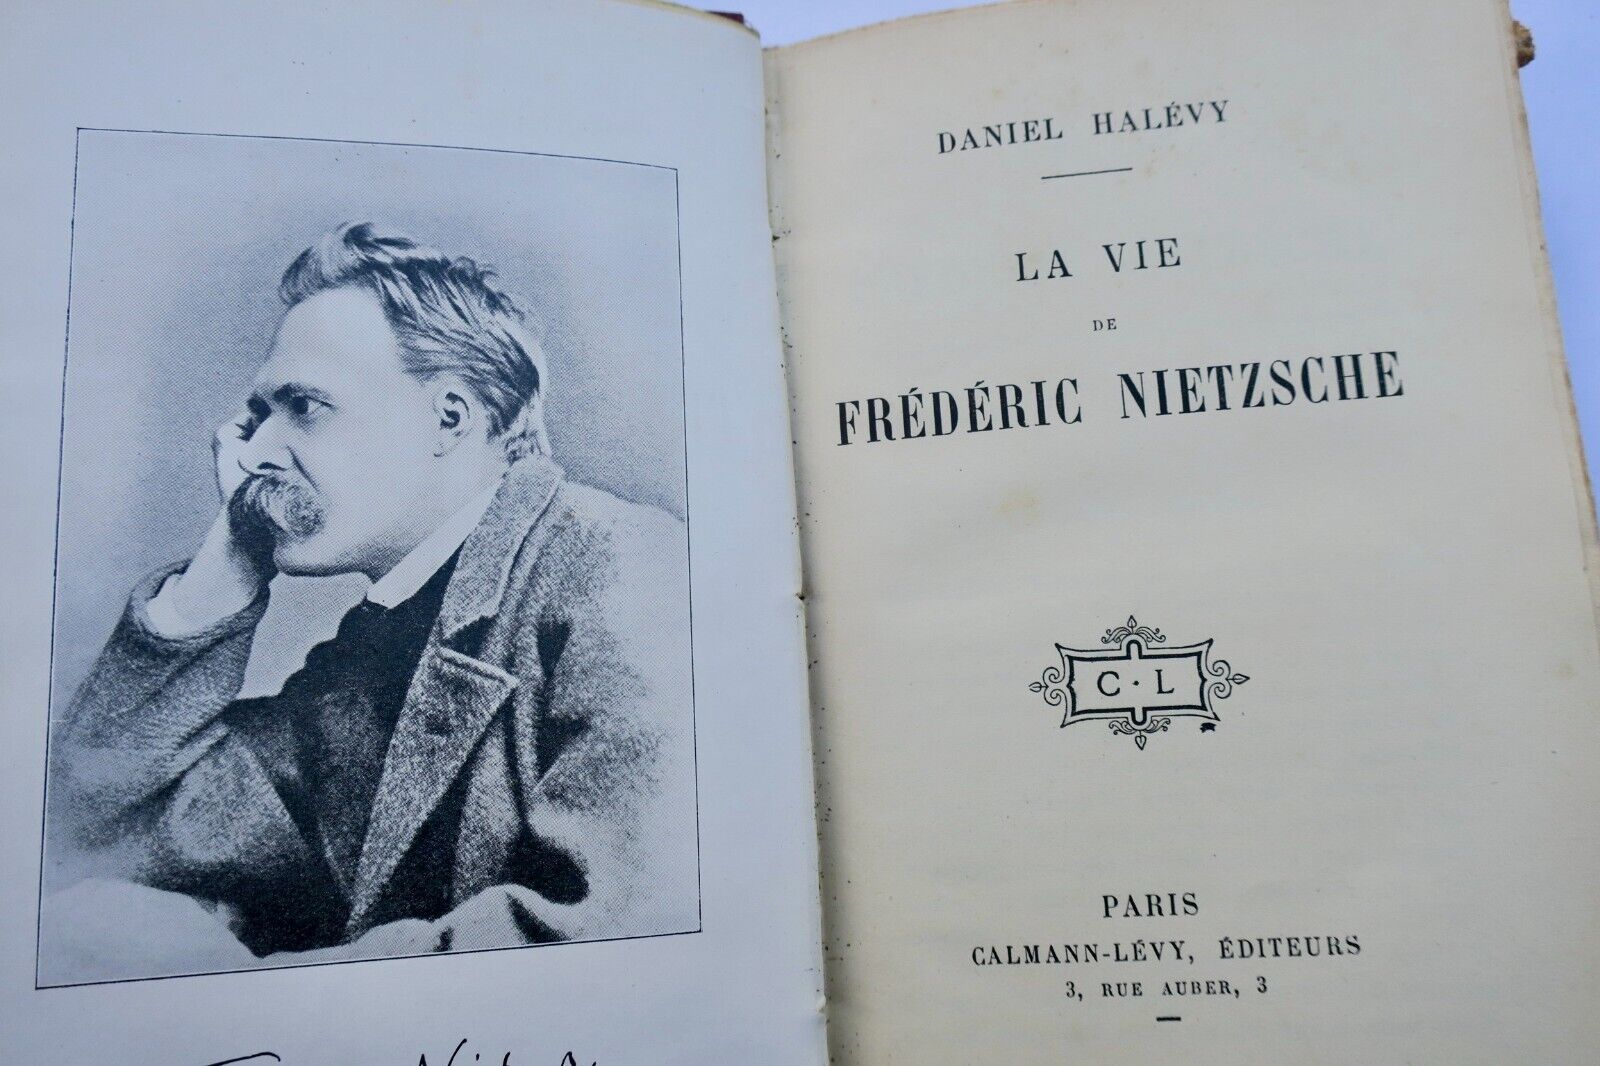 DANIEL HALÉVY
LA VIE
DE
FRÉDÉRIC NIETZSCHE
C · L
PARIS
CALMANN-LÉVY, ÉDITEURS
3, RUE AUBER, 3